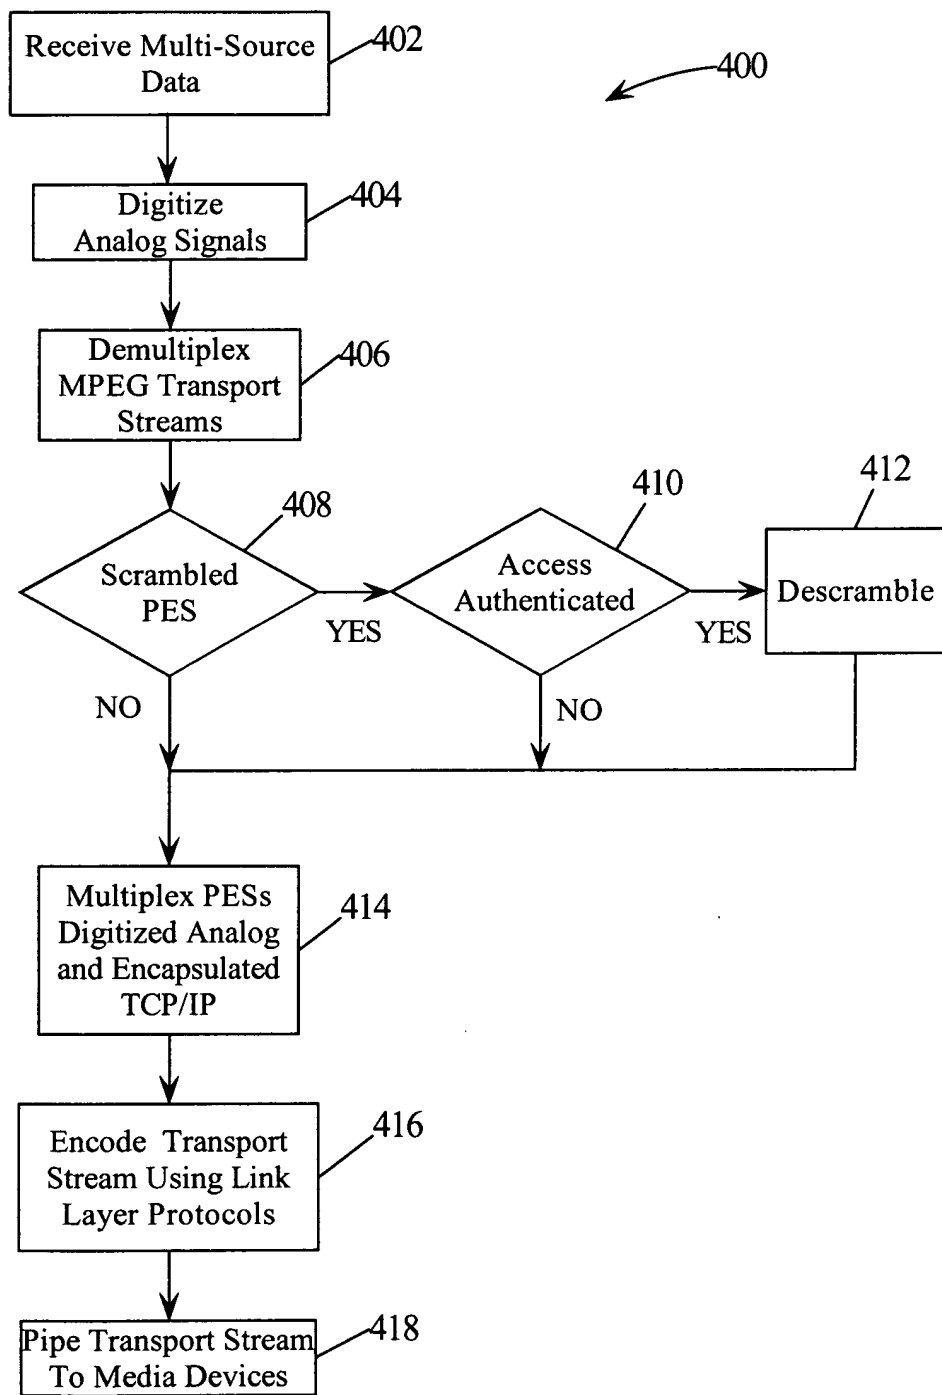 Receive Multi-Source
Data
402
400
Digitize
Analog Signals
404
Demultiplex
MPEG Transport
Streams
406
Scrambled
PES
408
YES
NO
Access
Authenticated
410
YES
NO
Descramble
412
Multiplex PESs
Digitized Analog
and Encapsulated
TCP/IP
414
Encode Transport
Stream Using Link
Layer Protocols
416
Pipe Transport Stream
To Media Devices
418